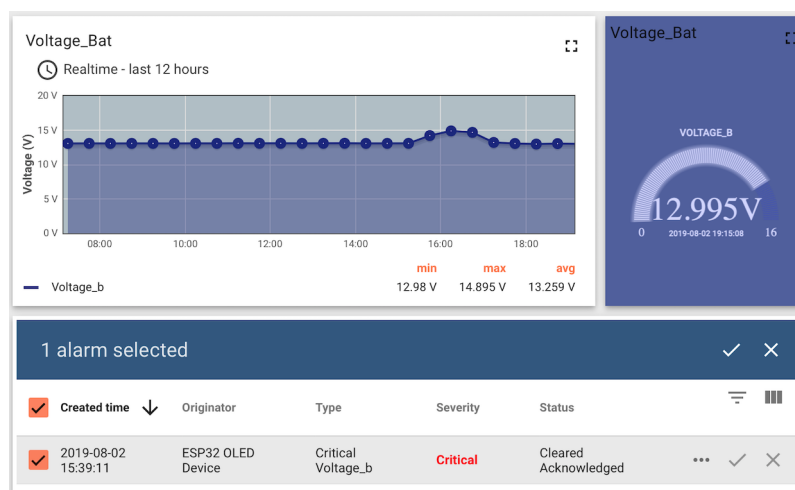 Voltage_Bat
Realtime - last 12 hours
20 V
15 V
10 V
5 V
0 V
Voltage (V)
08:00 10:00 12:00 14:00 16:00 18:00
min max avg
Voltage_b 12.98 V 14.895 V 13.259 V
Voltage_Bat
VOLTAGE_B
12.995V
0 2019-08-02 19:15:08 16
1 alarm selected
Created time Originator Type Severity Status
2019-08-02 15:39:11 ESP32 OLED Device Critical Voltage_b Critical Cleared Acknowledged